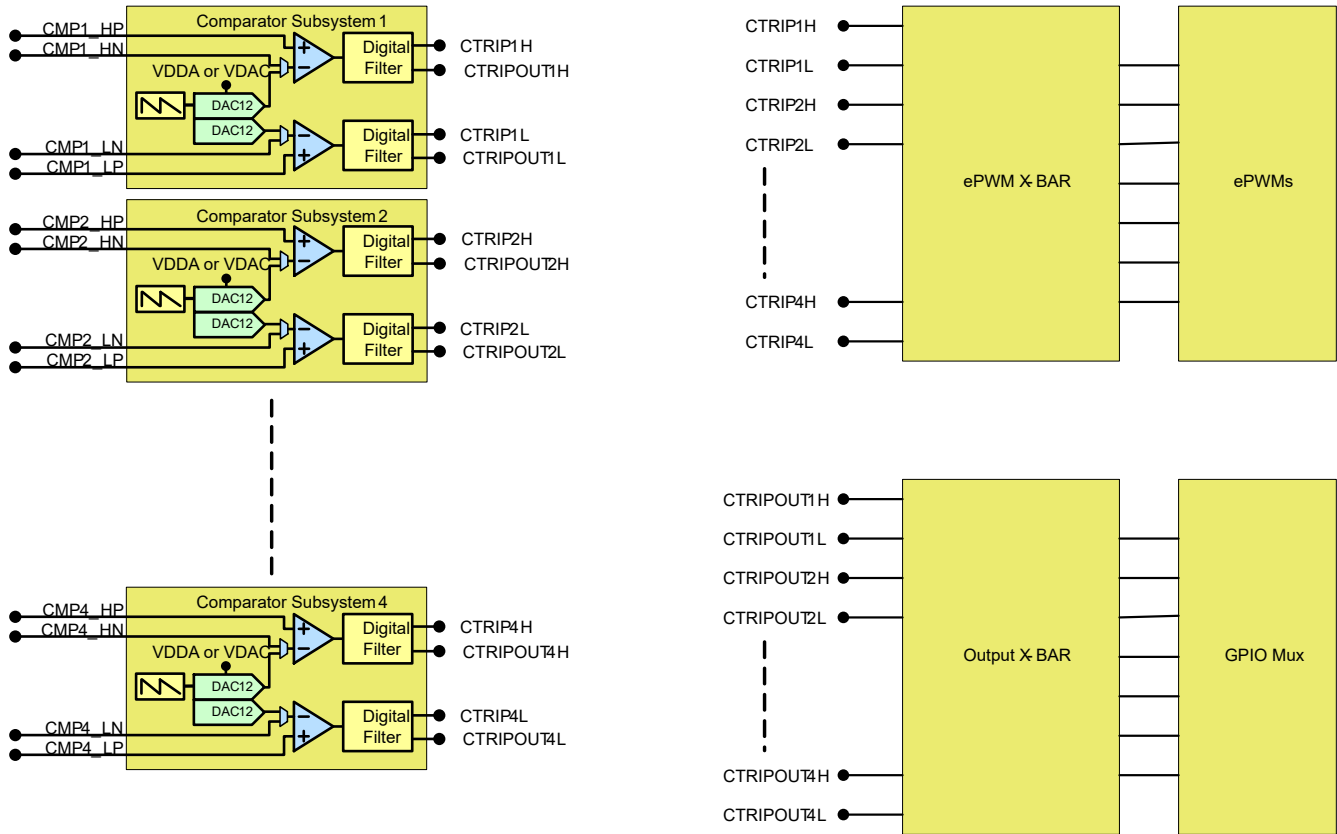 Comparator Subsystem 1
CMP1_HP
CMP1_HN
VDDA or VDAC
DAC12
DAC12
CMP1_LN
CMP1_LP
Digital
Filter
Digital
Filter
CTRIP1H
CTRIPOUT1H
CTRIP1L
CTRIPOUT1L
Comparator Subsystem 2
CMP2_HP
CMP2_HN
VDDA or VDAC
DAC12
DAC12
CMP2_LN
CMP2_LP
Digital
Filter
Digital
Filter
CTRIP2H
CTRIPOUT2H
CTRIP2L
CTRIPOUT2L
Comparator Subsystem 4
CMP4_HP
CMP4_HN
VDDA or VDAC
DAC12
DAC12
CMP4_LN
CMP4_LP
Digital
Filter
Digital
Filter
CTRIP4H
CTRIPOUT4H
CTRIP4L
CTRIPOUT4L
CTRIP1H
CTRIP1L
CTRIP2H
CTRIP2L
CTRIP4H
CTRIP4L
ePWM X-BAR
ePWMs
CTRIPOUT1H
CTRIPOUT1L
CTRIPOUT2H
CTRIPOUT2L
CTRIPOUT4H
CTRIPOUT4L
Output X-BAR
GPIO Mux